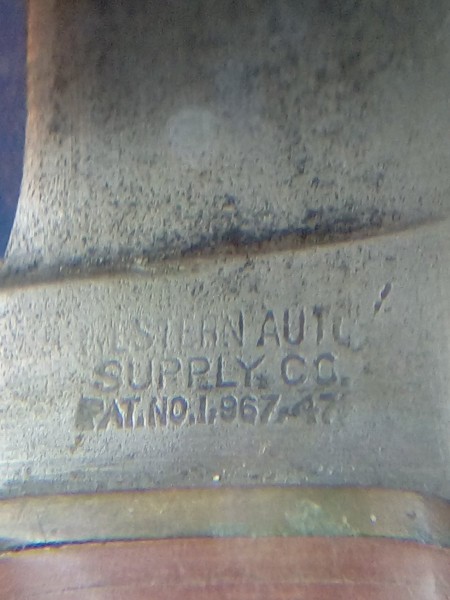 WESTERN AUTO
SUPPLY. CO.
PAT. NO. 1,967,47